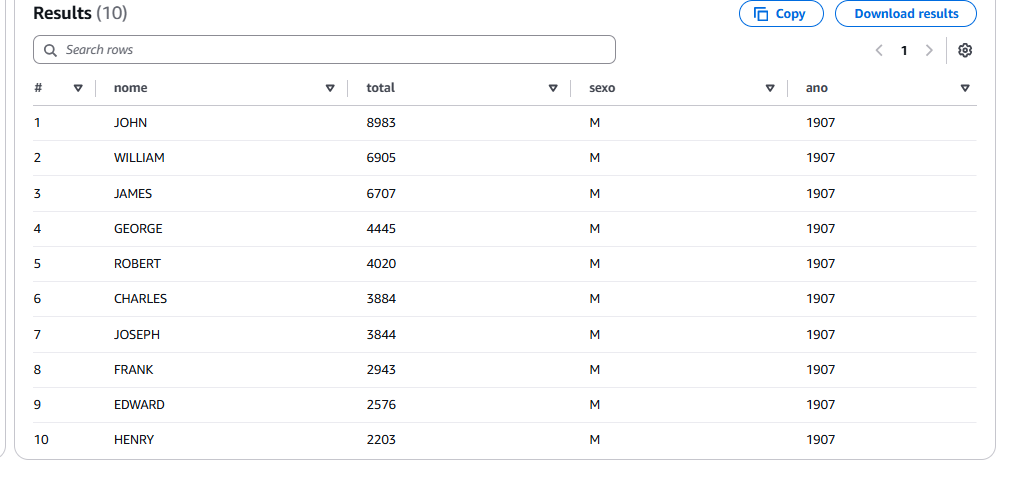 Results (10) Copy Download results
Search rows 1
# nome total sexo ano
1 JOHN 8983 M 1907
2 WILLIAM 6905 M 1907
3 JAMES 6707 M 1907
4 GEORGE 4445 M 1907
5 ROBERT 4020 M 1907
6 CHARLES 3884 M 1907
7 JOSEPH 3844 M 1907
8 FRANK 2943 M 1907
9 EDWARD 2576 M 1907
10 HENRY 2203 M 1907